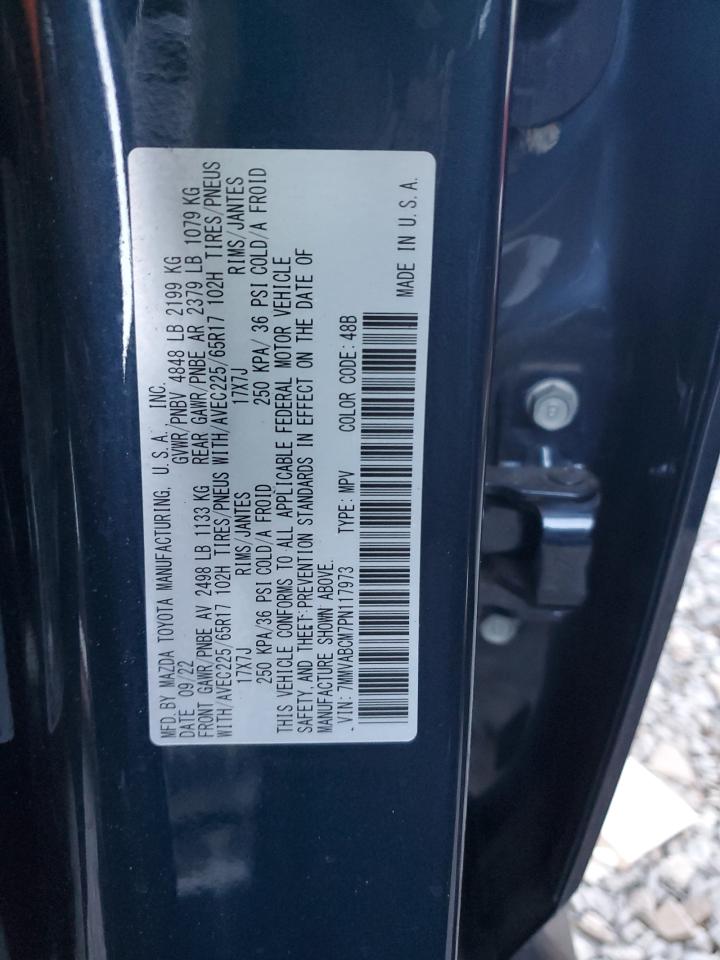 MFD.BY MAZDA TOYOTA MANUFACTURING, U.S.A., INC.
DATE 09/22 GVWR/PNBV 4848 LB 2199 KG
FRONT GAWR/PNBE AV 2498 LB 1133 KG REAR GAWR/PNBE AR 2379 LB 1079 KG
WITH/AVEC225/65R17 102H TIRES/PNEUS WITH/AVEC225/65R17 102H TIRES/PNEUS
17X7J RIMS/JANTES 17X7J RIMS/JANTES
250 KPA/36 PSI COLD/A FROID 250 KPA/ 36 PSI COLD/A FROID
THIS VEHICLE CONFORMS TO ALL APPLICABLE FEDERAL MOTOR VEHICLE
SAFETY,AND THEFT PREVENTION STANDARDS IN EFFECT ON THE DATE OF
MANUFACTURE SHOWN ABOVE.
VIN: 7MMVABCM7PN117973 TYPE: MPV COLOR CODE: 48B
MADE IN U.S.A.